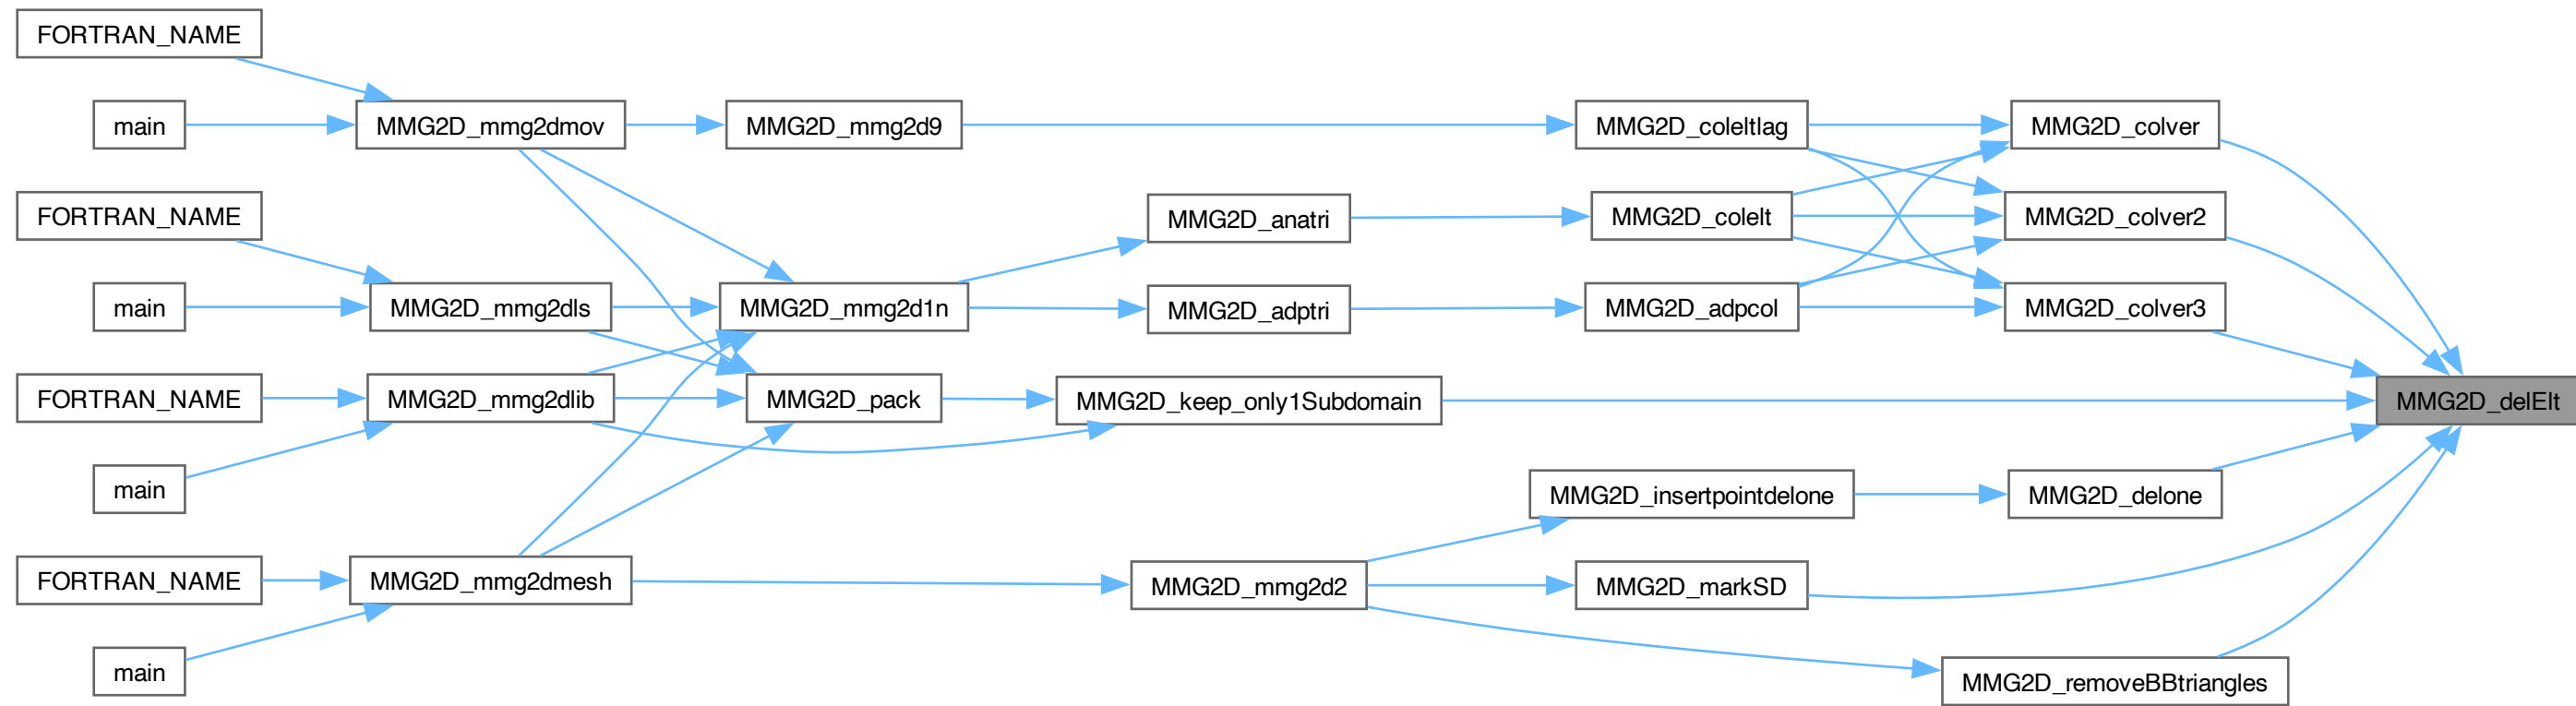 FORTRAN_NAME
main
MMG2D_mmg2dmov
MMG2D_mmg2d9
MMG2D_coleltlag
MMG2D_colver
FORTRAN_NAME
MMG2D_anatri
MMG2D_colelt
MMG2D_colver2
main
MMG2D_mmg2dls
MMG2D_mmg2d1n
MMG2D_adptri
MMG2D_adpcol
MMG2D_colver3
FORTRAN_NAME
MMG2D_mmg2dlib
MMG2D_pack
MMG2D_keep_only1Subdomain
MMG2D_delElt
main
MMG2D_insertpointdelone
MMG2D_delone
FORTRAN_NAME
MMG2D_mmg2dmesh
MMG2D_mmg2d2
MMG2D_markSD
main
MMG2D_removeBBtriangles